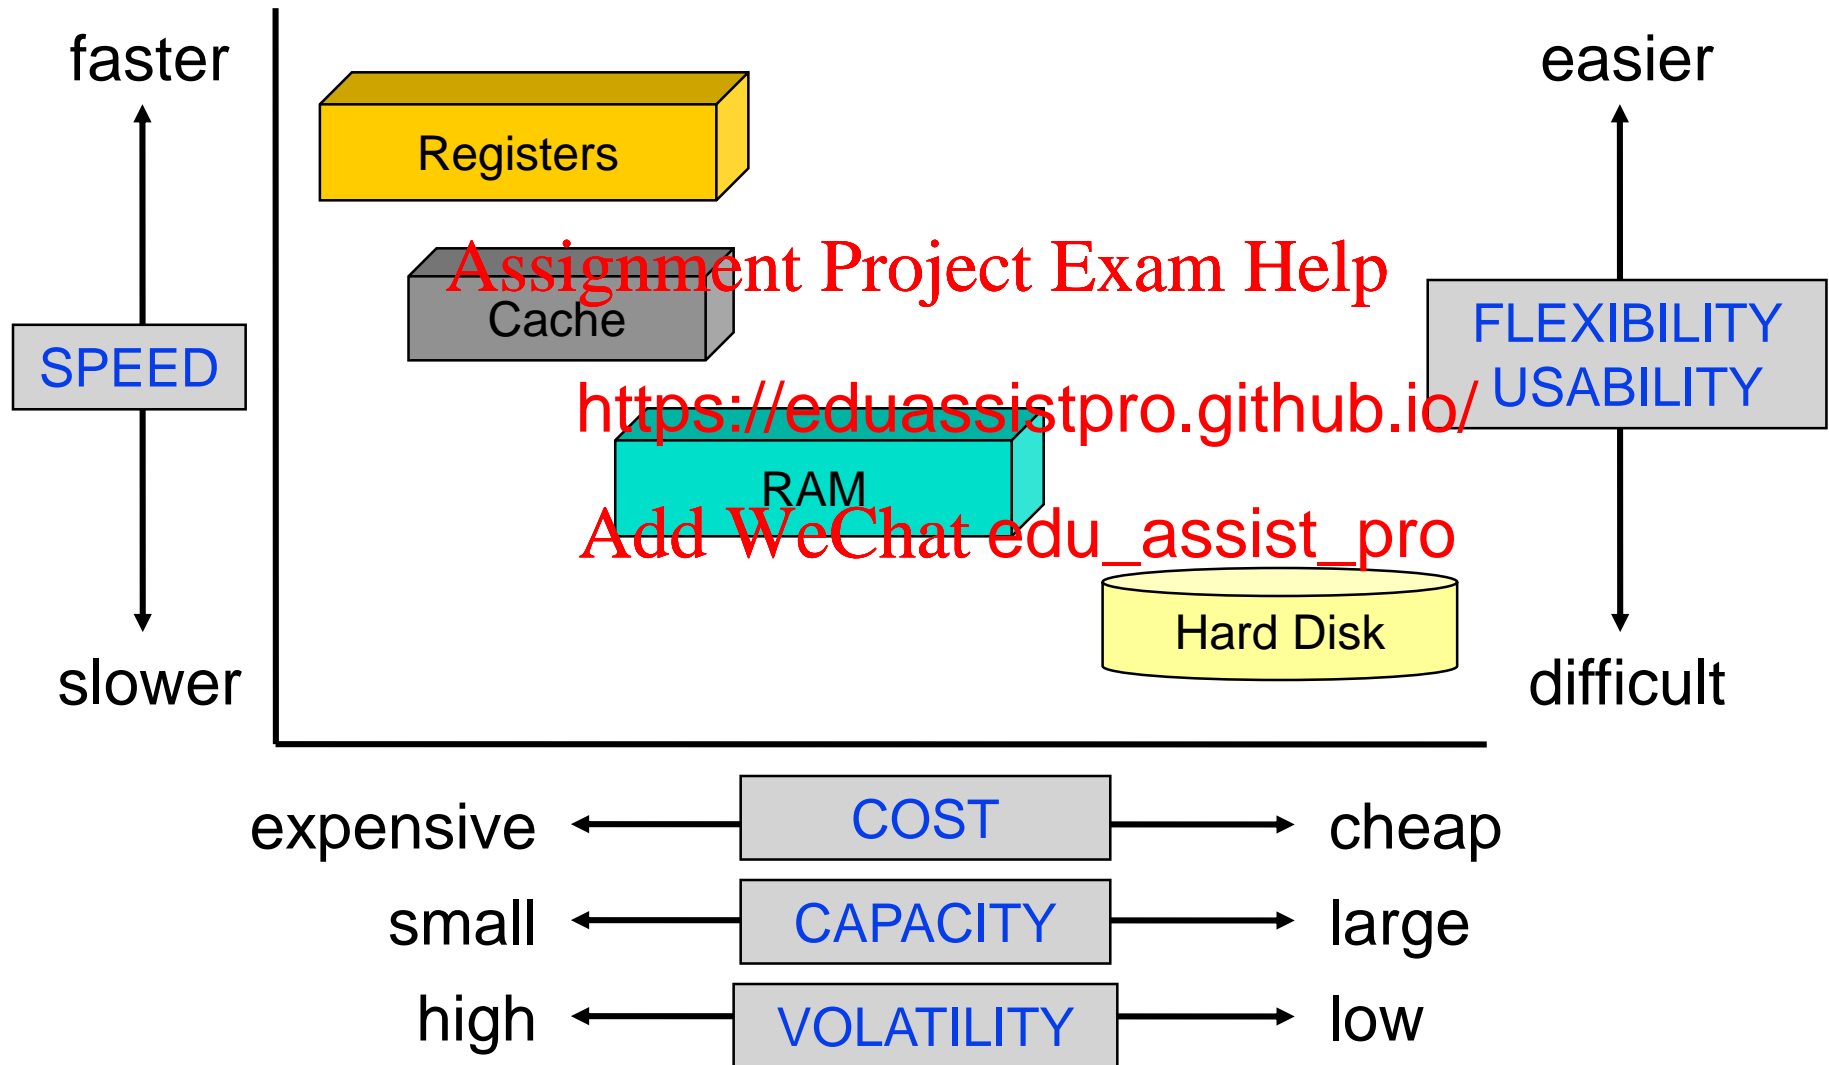 faster
easier
Registers
Assignment Project Exam Help
Cache
SPEED
FLEXIBILITY
USABILITY
https://eduassistpro.github.io/
RAM
Add WeChat edu_assist_pro
Hard Disk
slower
difficult
expensive
COST
cheap
small
CAPACITY
large
high
VOLATILITY
low